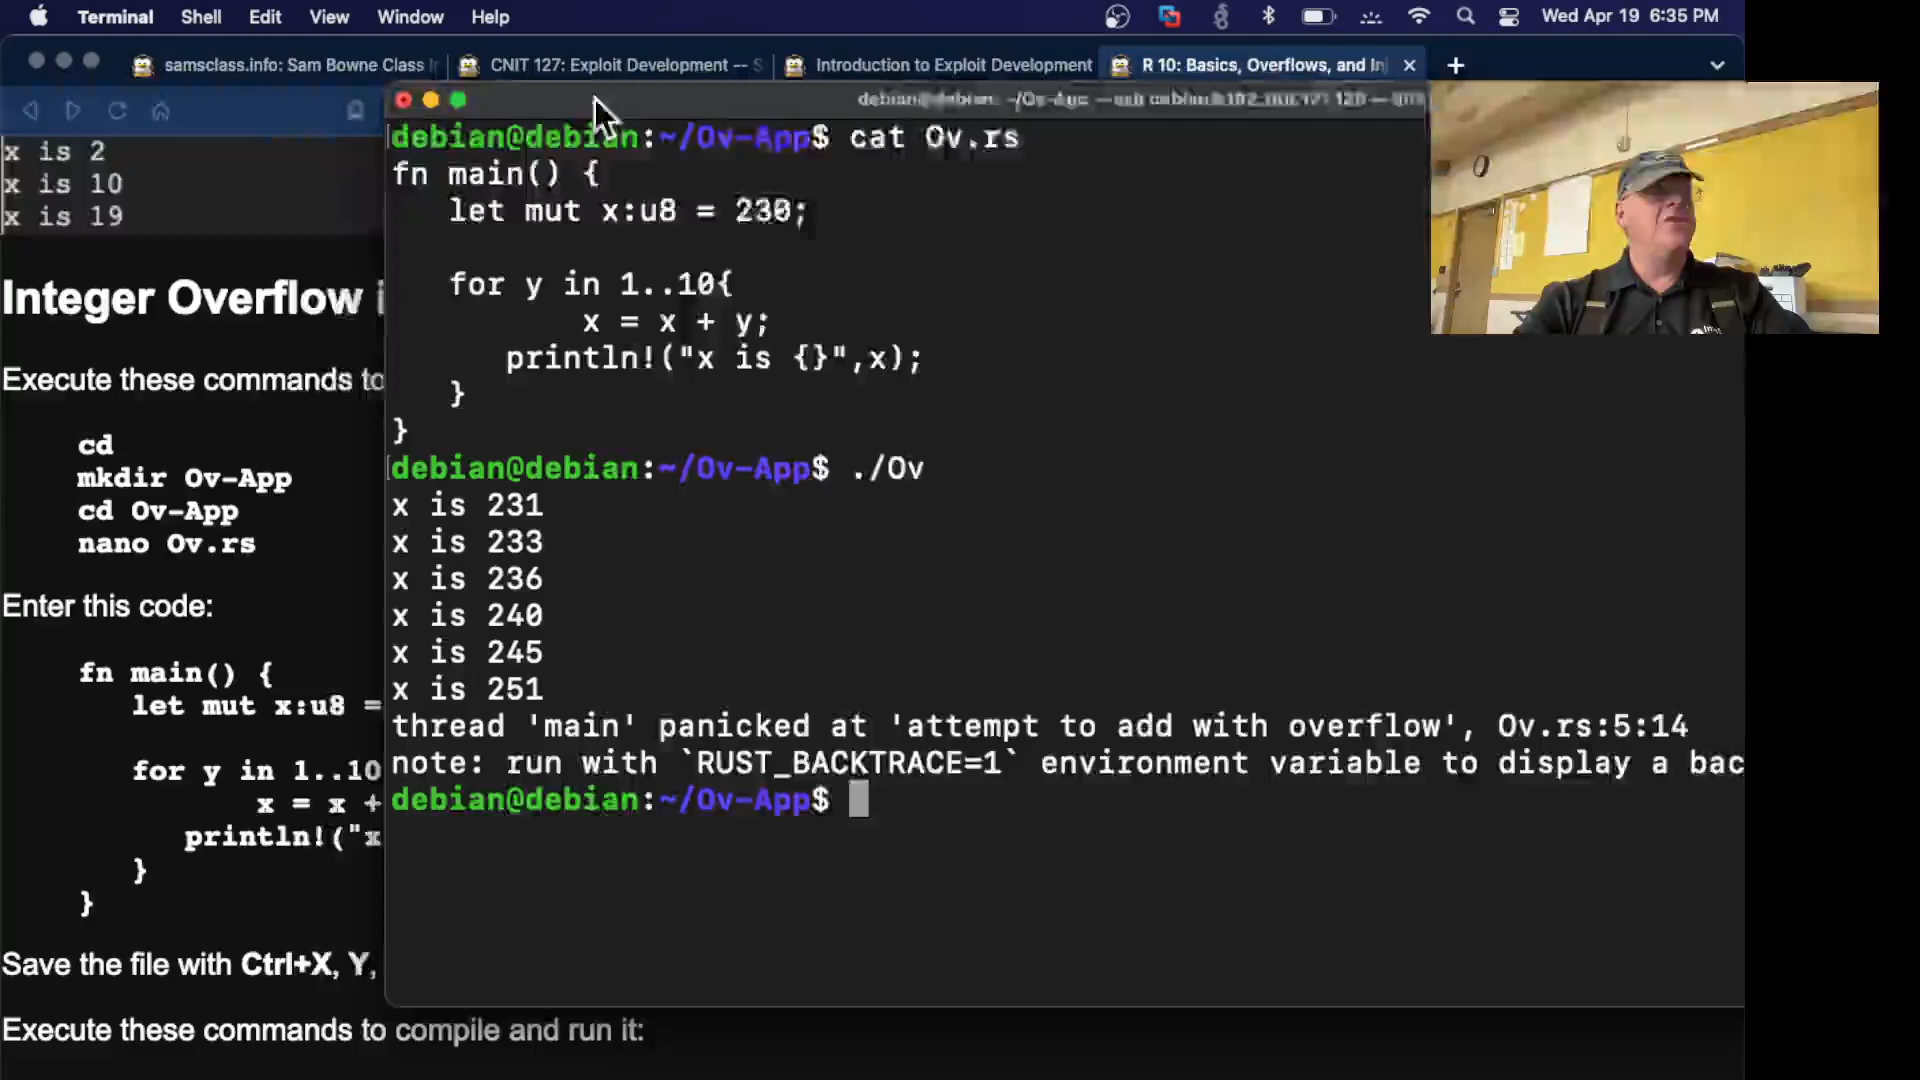 Terminal Shell Edit View Window Help Wed Apr 19 6:35 PM
samsclass.info: Sam Bowne Class I
CNIT 127: Exploit Development -- S
Introduction to Exploit Development
R 10: Basics, Overflows, and Inj
x is 2
x is 10
x is 19
Integer Overflow i
Execute these commands to
cd
mkdir Ov-App
cd Ov-App
nano Ov.rs
Enter this code:
fn main() {
let mut x:u8 =
for y in 1..10
x = x +
println!("x
}
}
Save the file with Ctrl+X, Y,
Execute these commands to compile and run it:
debian@debian:~/Ov-App$ cat Ov.rs
fn main() {
let mut x:u8 = 230;
for y in 1..10{
x = x + y;
println!("x is {}",x);
}
}
debian@debian:~/Ov-App$ ./Ov
x is 231
x is 233
x is 236
x is 240
x is 245
x is 251
thread 'main' panicked at 'attempt to add with overflow', Ov.rs:5:14
note: run with `RUST_BACKTRACE=1` environment variable to display a bac
debian@debian:~/Ov-App$